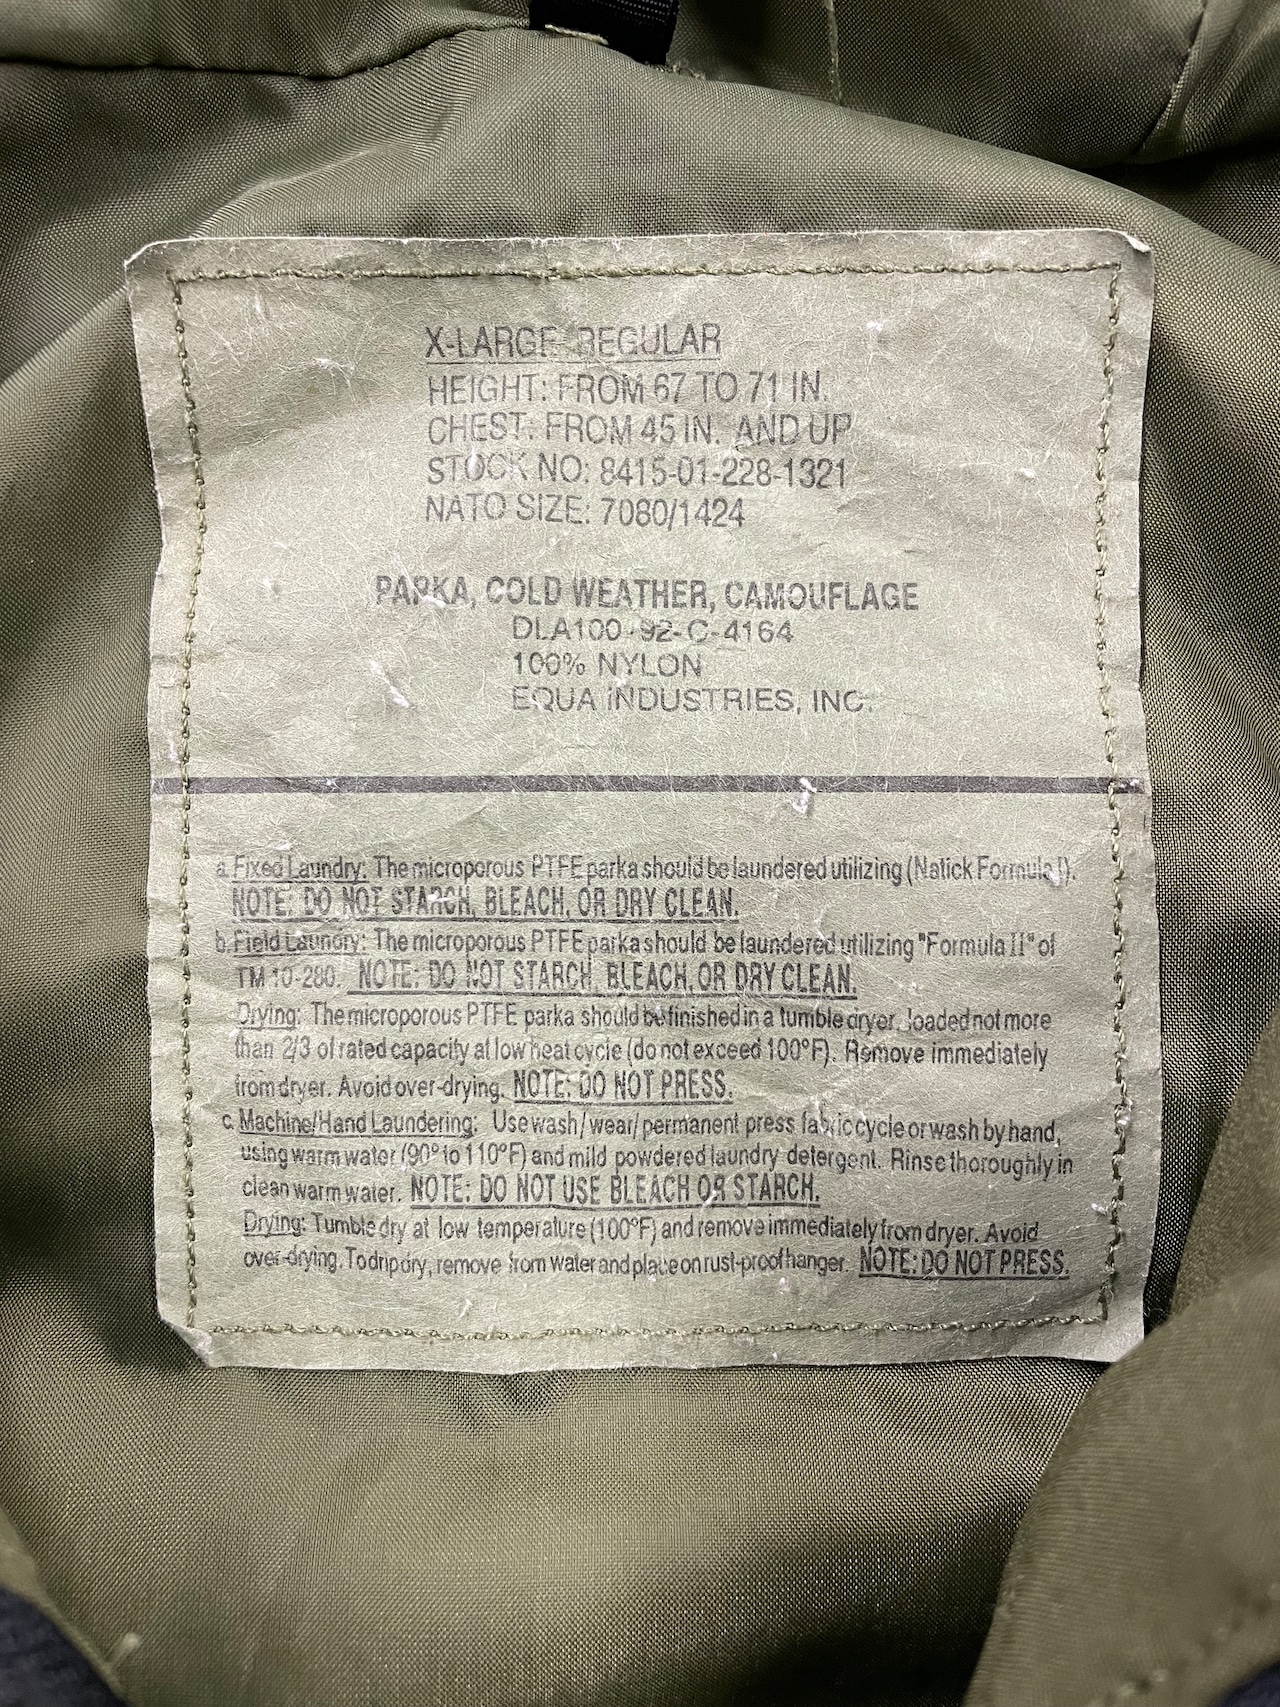 X-LARGE REGULAR
HEIGHT: FROM 67 TO 71 IN.
CHEST: FROM 45 IN. AND UP
STOCK NO: 8415-01-228-1321
NATO SIZE: 7080/1424
PARKA, COLD WEATHER, CAMOUFLAGE
DLA100-92-C-4164
100% NYLON
EQUA INDUSTRIES, INC.
a. Fixed Laundry: The microporous PTFE parka should be laundered utilizing (Natick Formula I).
NOTE: DO NOT STARCH, BLEACH, OR DRY CLEAN.
b. Field Laundry: The microporous PTFE parka should be laundered utilizing "Formula II" of
TM 10-280. NOTE: DO NOT STARCH, BLEACH, OR DRY CLEAN.
Drying: The microporous PTFE parka should be finished in a tumble dryer, loaded not more
than 2/3 of rated capacity at low heat cycle (do not exceed 100°F). Remove immediately
from dryer. Avoid over-drying. NOTE: DO NOT PRESS.
c. Machine/Hand Laundering: Use wash/wear/permanent press fabric cycle or wash by hand,
using warm water (90° to 110°F) and mild powdered laundry detergent. Rinse thoroughly in
clean warm water. NOTE: DO NOT USE BLEACH OR STARCH.
Drying: Tumble dry at low temperature (100°F) and remove immediately from dryer. Avoid
over-drying. To drip dry, remove from water and place on rust-proof hanger. NOTE: DO NOT PRESS.